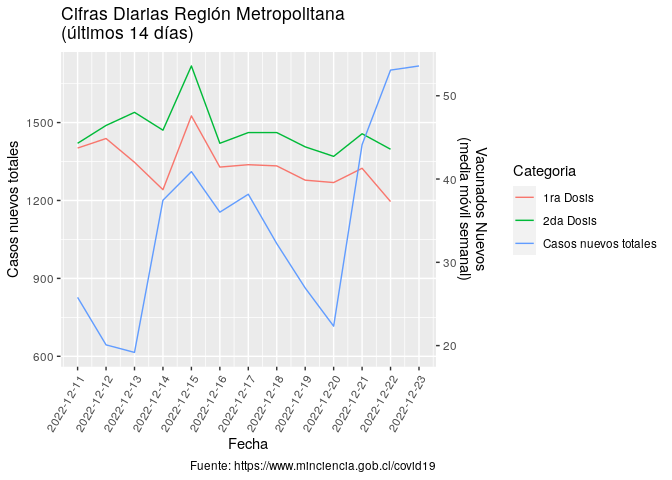 Cifras Diarias Región Metropolitana
(últimos 14 días)
Casos nuevos totales
1500
1200
900
600
50
40
30
20
Vacunados Nuevos
(media móvil semanal)
Categoria
1ra Dosis
2da Dosis
Casos nuevos totales
2022-12-11
2022-12-12
2022-12-13
2022-12-14
2022-12-15
2022-12-16
2022-12-17
2022-12-18
2022-12-19
2022-12-20
2022-12-21
2022-12-22
2022-12-23
Fecha
Fuente: https://www.minciencia.gob.cl/covid19